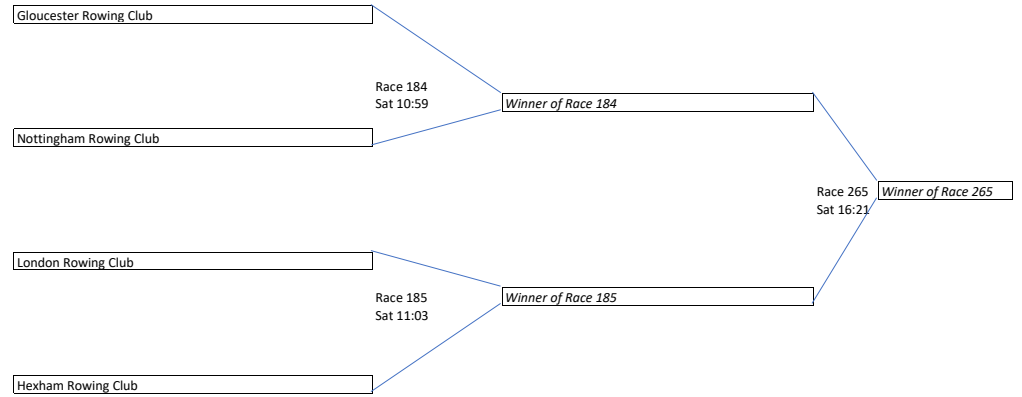 Gloucester Rowing Club
Race 184
Sat 10:59
Winner of Race 184
Nottingham Rowing Club
Race 265
Sat 16:21
Winner of Race 265
London Rowing Club
Race 185
Sat 11:03
Winner of Race 185
Hexham Rowing Club